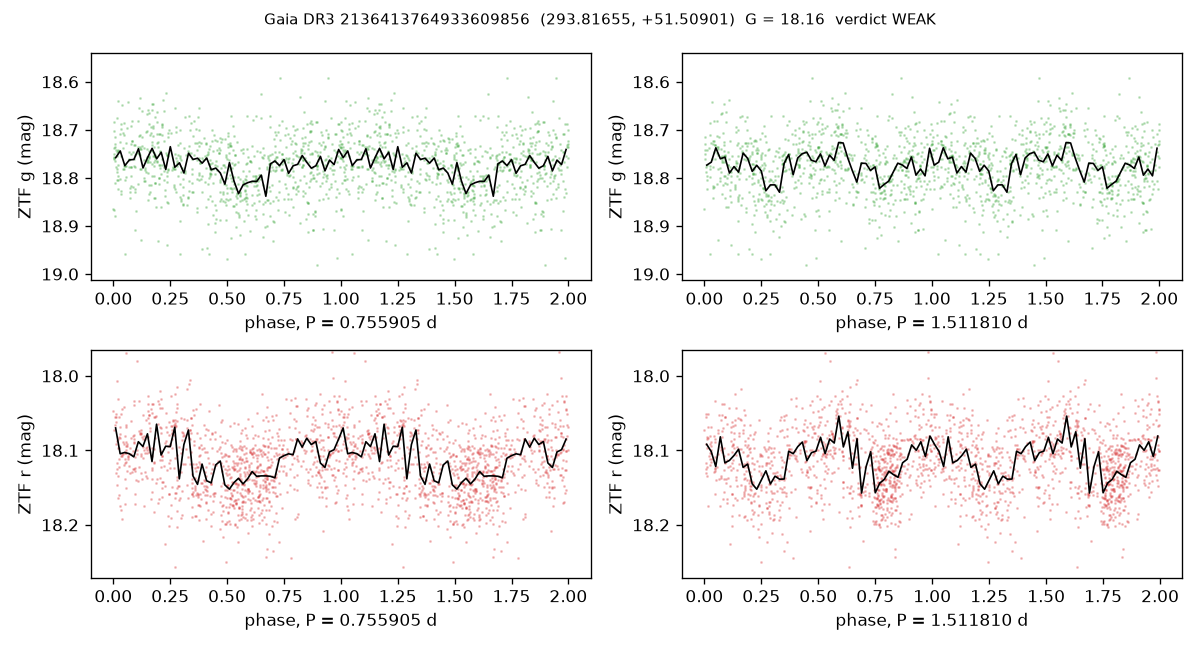 Gaia DR3 2136413764933609856 (293.81655, +51.50901) G = 18.16 verdict WEAK
ZTF g (mag)
18.6
18.7
18.8
18.9
19.0
0.00 0.25 0.50 0.75 1.00 1.25 1.50 1.75 2.00
phase, P = 0.755905 d
ZTF g (mag)
18.6
18.7
18.8
18.9
19.0
0.00 0.25 0.50 0.75 1.00 1.25 1.50 1.75 2.00
phase, P = 1.511810 d
ZTF r (mag)
18.0
18.1
18.2
0.00 0.25 0.50 0.75 1.00 1.25 1.50 1.75 2.00
phase, P = 0.755905 d
ZTF r (mag)
18.0
18.1
18.2
0.00 0.25 0.50 0.75 1.00 1.25 1.50 1.75 2.00
phase, P = 1.511810 d